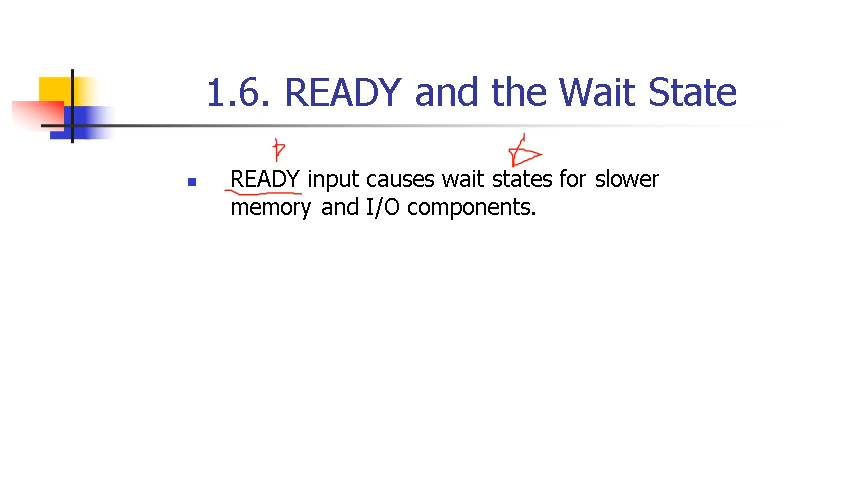 1.6. READY and the Wait State
READY input causes wait states for slower
memory and I/O components.